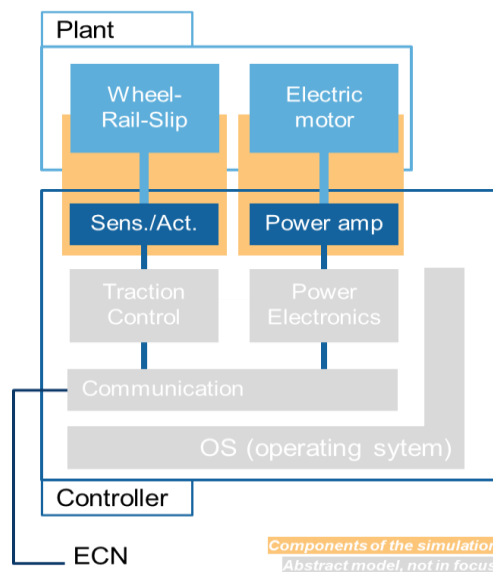 Plant
Wheel-
Rail-Slip
Electric
motor
Sens./Act.
Power amp
Traction
Control
Power
Electronics
Communication
OS (operating sytem)
Controller
ECN
Components of the simulation
Abstract model, not in focus